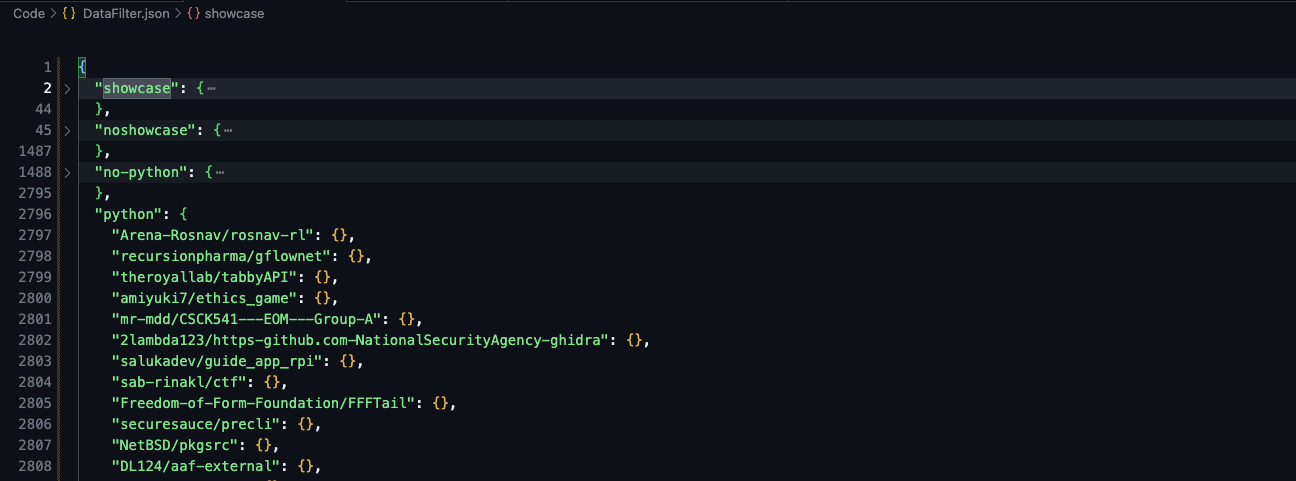 Code > {} DataFilter.json > {} showcase
1 {
2 > "showcase": {⋯
44 },
45 > "noshowcase": {⋯
1487 },
1488 > "no-python": {⋯
2795 },
2796 "python": {
2797 "Arena-Rosnav/rosnav-rl": {},
2798 "recursionpharma/gflownet": {},
2799 "theroyallab/tabbyAPI": {},
2800 "amiyuki7/ethics_game": {},
2801 "mr-mdd/CSCK541---EOM---Group-A": {},
2802 "2lambda123/https-github.com-NationalSecurityAgency-ghidra": {},
2803 "salukadev/guide_app_rpi": {},
2804 "sab-rinakl/ctf": {},
2805 "Freedom-of-Form-Foundation/FFFTail": {},
2806 "securesauce/precli": {},
2807 "NetBSD/pkgsrc": {},
2808 "DL124/aaf-external": {},